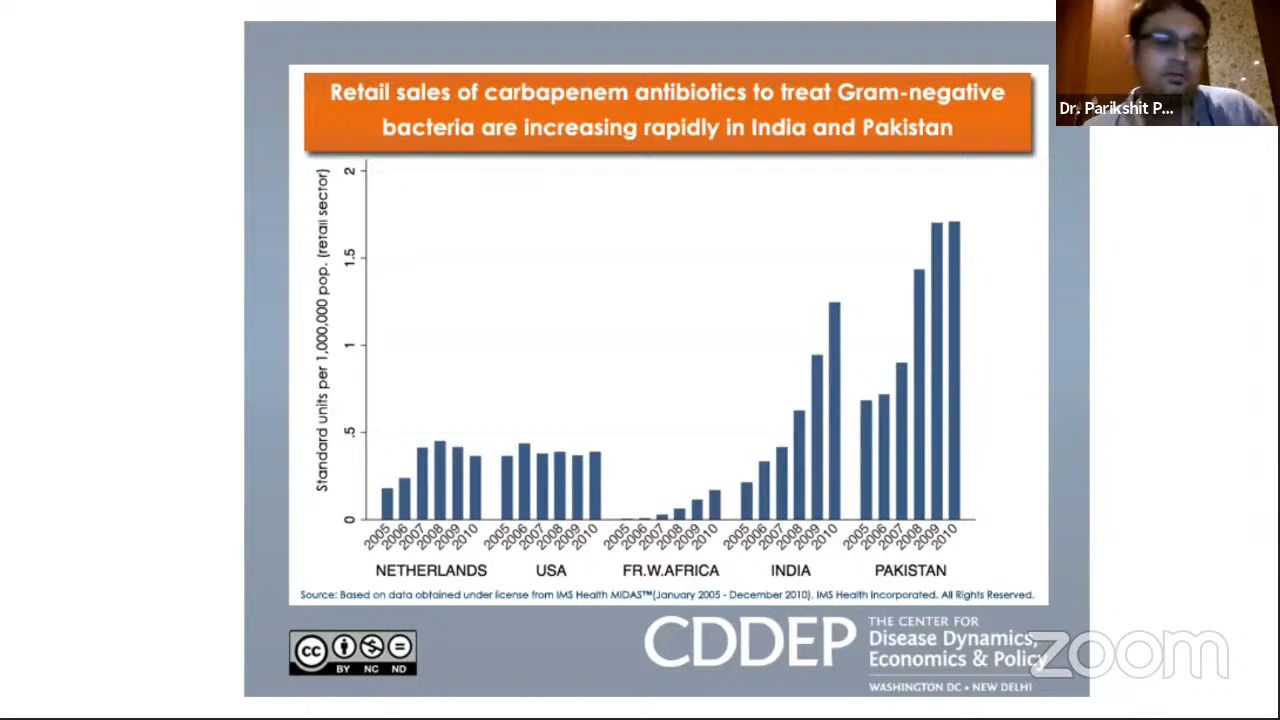 Retail sales of carbapenem antibiotics to treat Gram-negative
bacteria are increasing rapidly in India and Pakistan
Dr. Parikshit P...
Standard units per 1,000,000 pop. (retail sector)
2
1.5
1
.5
0
2005 2006 2007 2008 2009 2010 2005 2006 2007 2008 2009 2010 2005 2006 2007 2008 2009 2010 2005 2006 2007 2008 2009 2010 2005 2006 2007 2008 2009 2010
NETHERLANDS USA FR.W.AFRICA INDIA PAKISTAN
Source: Based on data obtained under license from IMS Health MIDAS™(January 2005 - December 2010). IMS Health Incorporated. All Rights Reserved.
cc BY NC ND
CDDEP
THE CENTER FOR
Disease Dynamics,
Economics & Policy
WASHINGTON DC • NEW DELHI
zoom